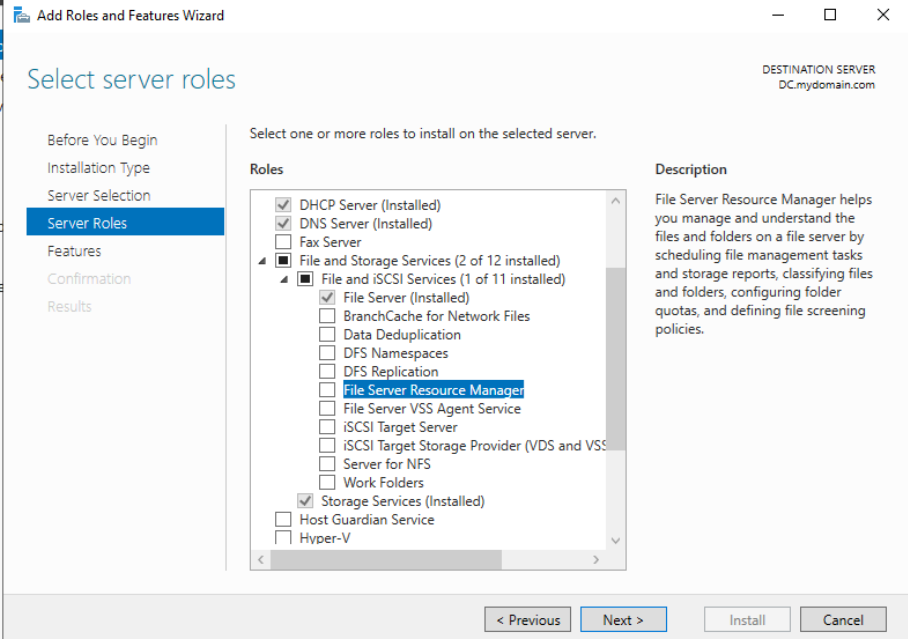 Add Roles and Features Wizard
Select server roles
DESTINATION SERVER
DC.mydomain.com
Before You Begin
Installation Type
Server Selection
Server Roles
Features
Confirmation
Results
Select one or more roles to install on the selected server.
Roles
DHCP Server (Installed)
DNS Server (Installed)
Fax Server
File and Storage Services (2 of 12 installed)
File and iSCSI Services (1 of 11 installed)
File Server (Installed)
BranchCache for Network Files
Data Deduplication
DFS Namespaces
DFS Replication
File Server Resource Manager
File Server VSS Agent Service
iSCSI Target Server
iSCSI Target Storage Provider (VDS and VSS
Server for NFS
Work Folders
Storage Services (Installed)
Host Guardian Service
Hyper-V
Description
File Server Resource Manager helps
you manage and understand the
files and folders on a file server by
scheduling file management tasks
and storage reports, classifying files
and folders, configuring folder
quotas, and defining file screening
policies.
< Previous
Next >
Install
Cancel